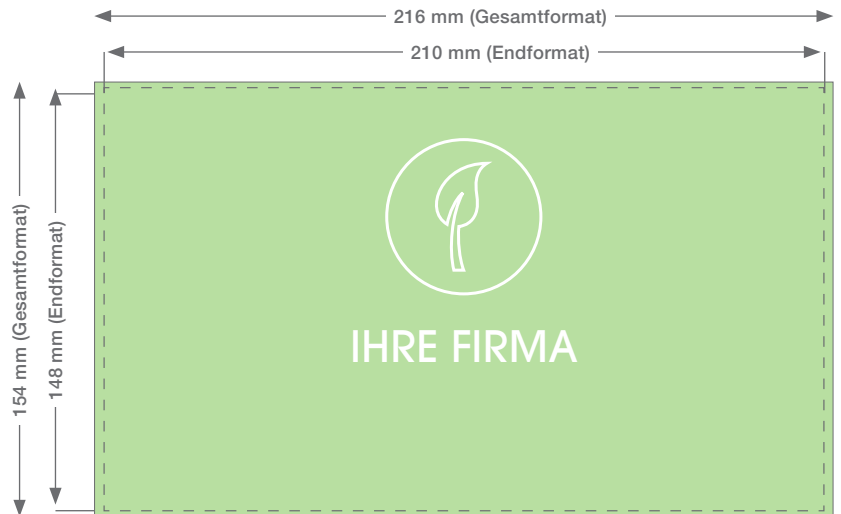 216 mm (Gesamtformat)
210 mm (Endformat)
154 mm (Gesamtformat)
148 mm (Endformat)
IHRE FIRMA